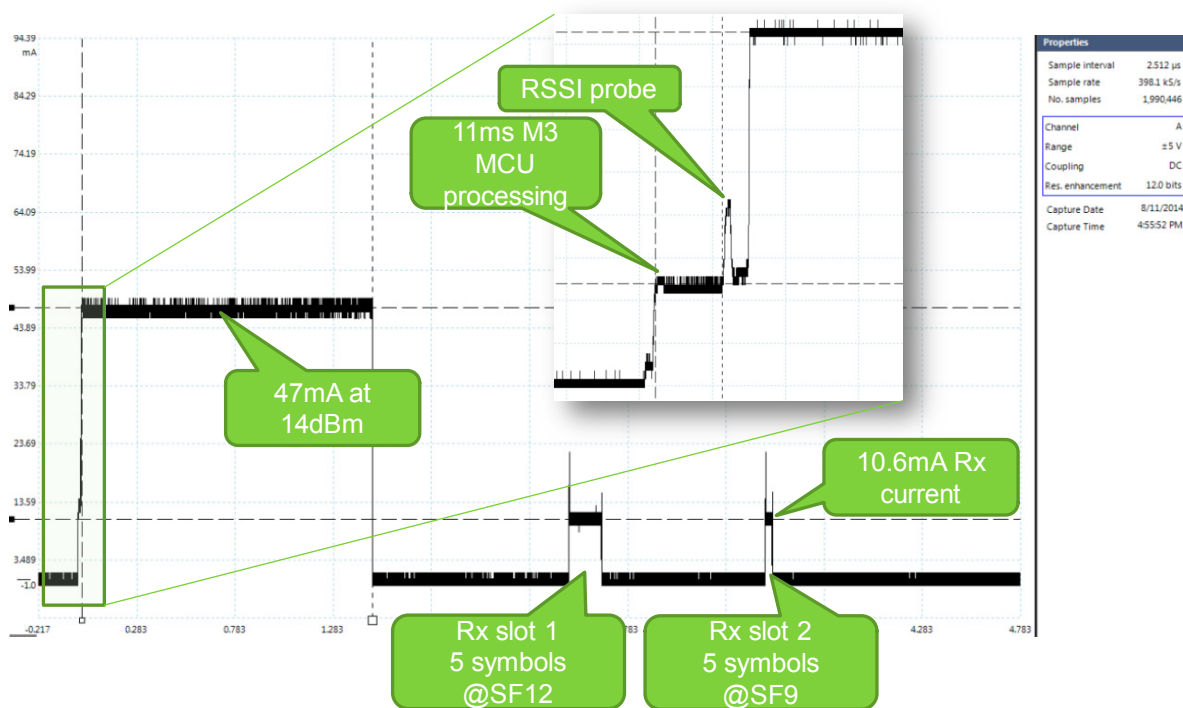 94.39
mA
84.29
74.19
64.09
53.99
43.89
33.79
23.69
13.59
3.489
-1.0
-0.217
0.283
0.783
1.283
783
4.283
4.783
RSSI probe
11ms M3
MCU
processing
47mA at
14dBm
10.6mA Rx
current
Rx slot 1
5 symbols
@SF12
Rx slot 2
5 symbols
@SF9
Properties
Sample interval 2.512 µs
Sample rate 398.1 kS/s
No. samples 1,990,446
Channel A
Range ±5 V
Coupling DC
Res. enhancement 12.0 bits
Capture Date 8/11/2014
Capture Time 4:55:52 PM